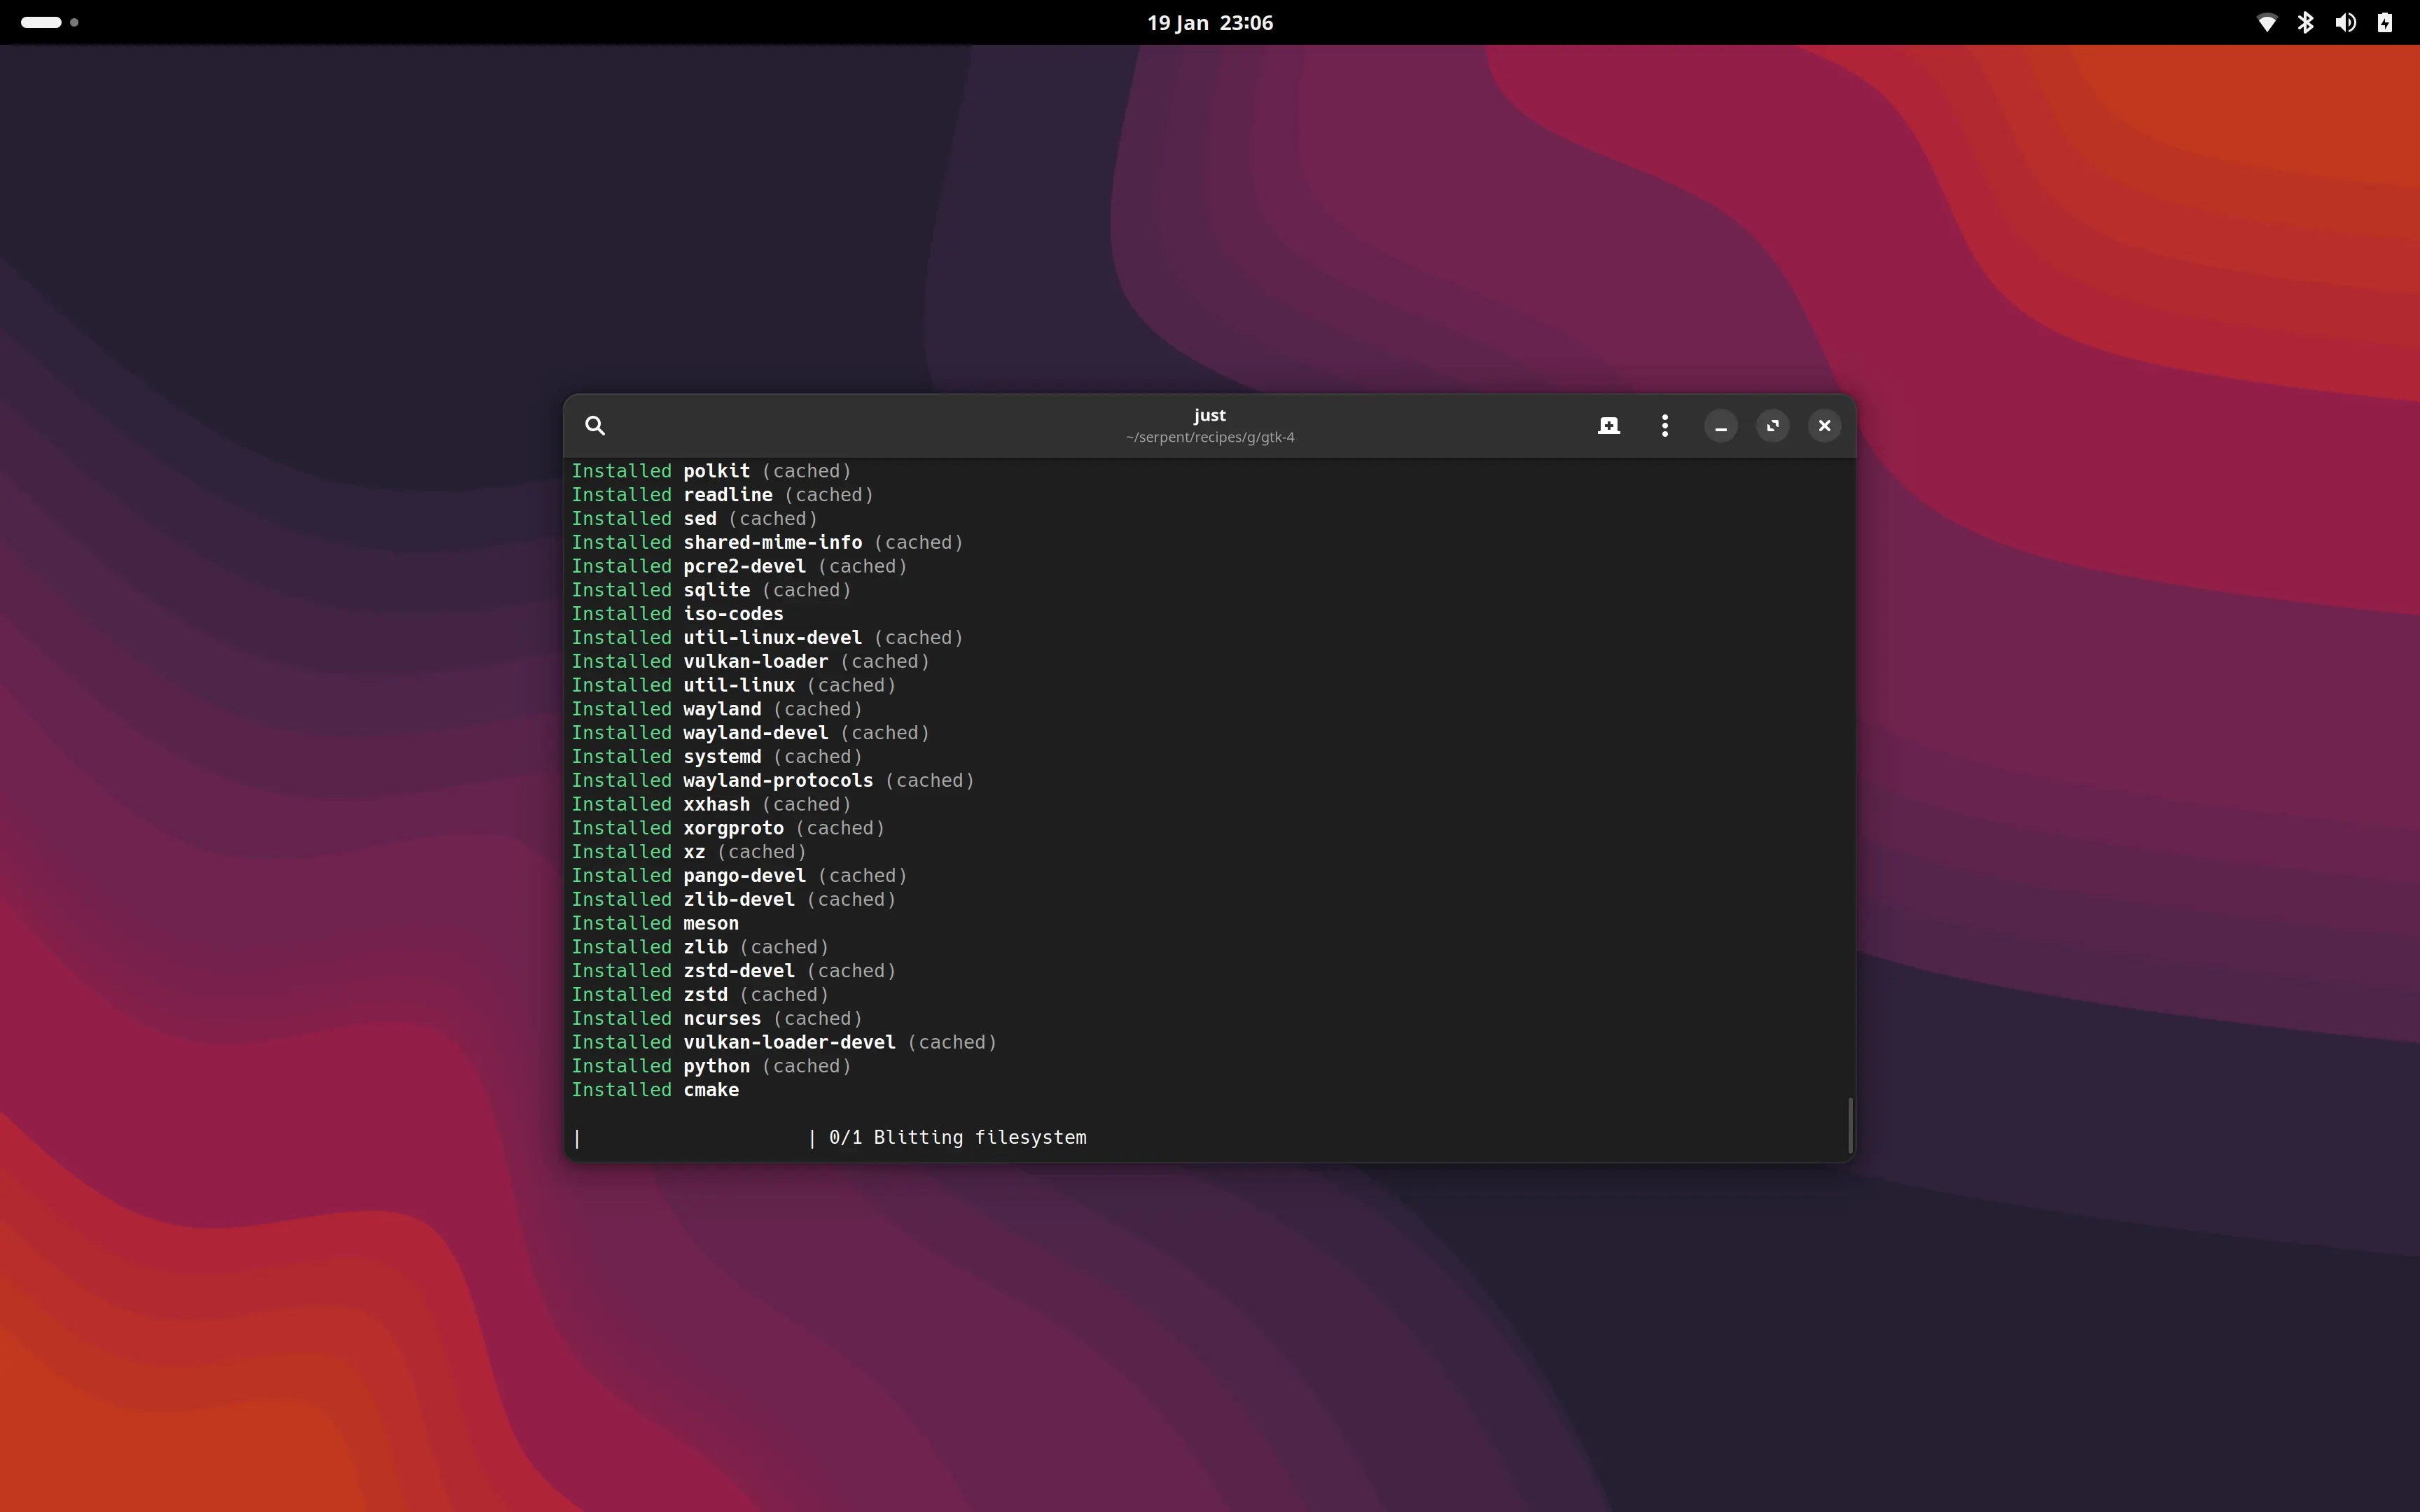 19 Jan 23:06
just
~/serpent/recipes/g/gtk-4
Installed polkit (cached)
Installed readline (cached)
Installed sed (cached)
Installed shared-mime-info (cached)
Installed pcre2-devel (cached)
Installed sqlite (cached)
Installed iso-codes
Installed util-linux-devel (cached)
Installed vulkan-loader (cached)
Installed util-linux (cached)
Installed wayland (cached)
Installed wayland-devel (cached)
Installed systemd (cached)
Installed wayland-protocols (cached)
Installed xxhash (cached)
Installed xorgproto (cached)
Installed xz (cached)
Installed pango-devel (cached)
Installed zlib-devel (cached)
Installed meson
Installed zlib (cached)
Installed zstd-devel (cached)
Installed zstd (cached)
Installed ncurses (cached)
Installed vulkan-loader-devel (cached)
Installed python (cached)
Installed cmake
|                    | 0/1 Blitting filesystem